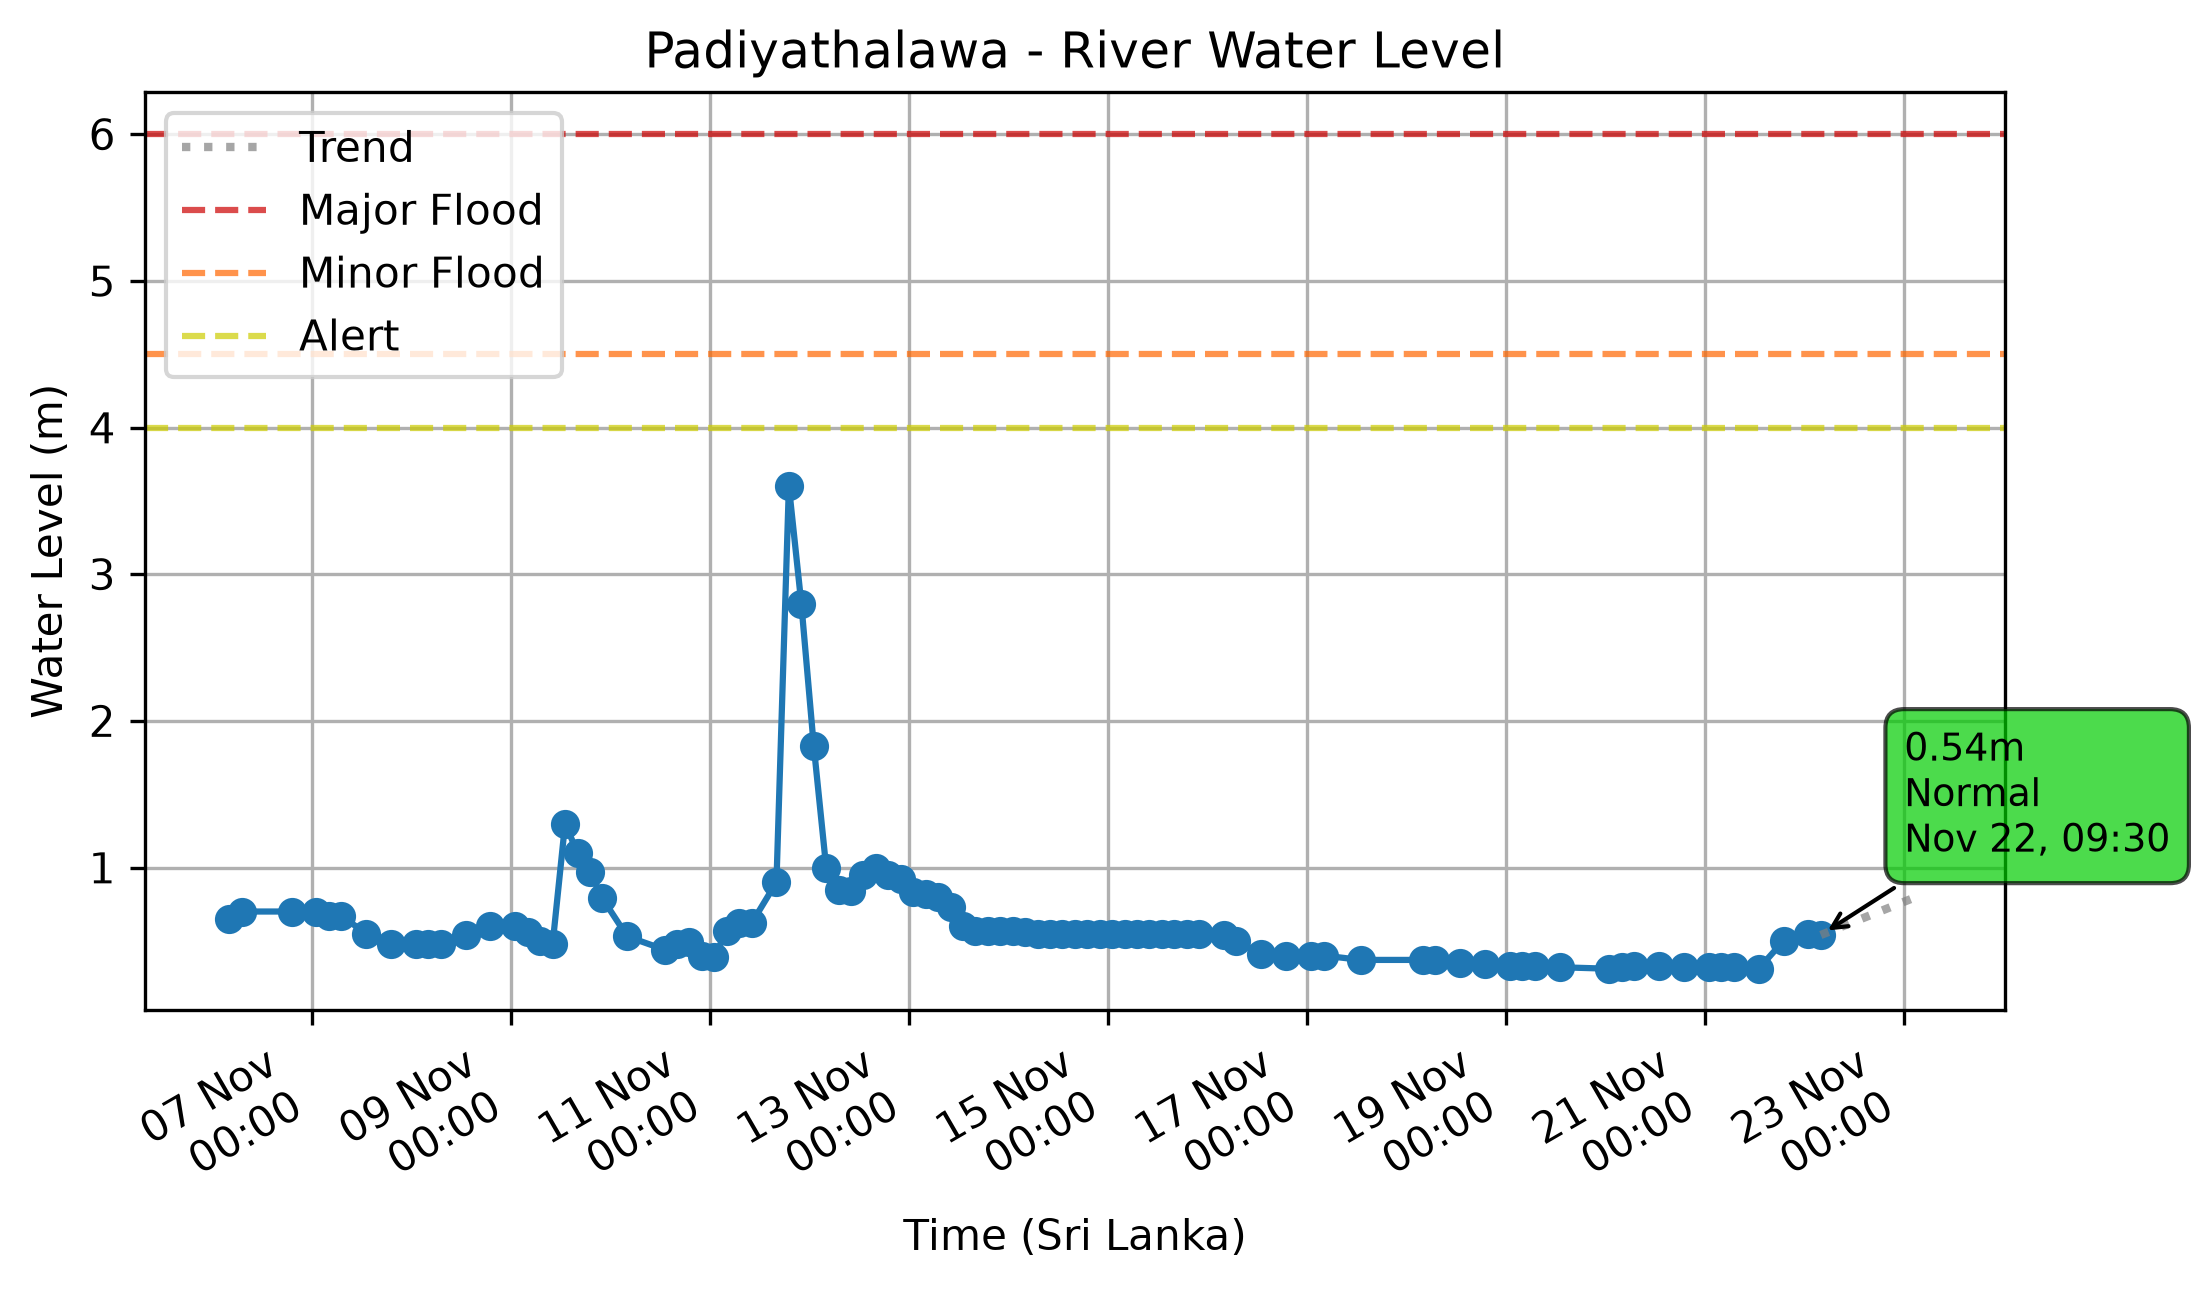 Padiyathalawa - River Water Level
Trend
Major Flood
Minor Flood
Alert
Water Level (m)
6
5
4
3
2
1
0.54m
Normal
Nov 22, 09:30
07 Nov
00:00
09 Nov
00:00
11 Nov
00:00
13 Nov
00:00
15 Nov
00:00
17 Nov
00:00
19 Nov
00:00
21 Nov
00:00
23 Nov
00:00
Time (Sri Lanka)